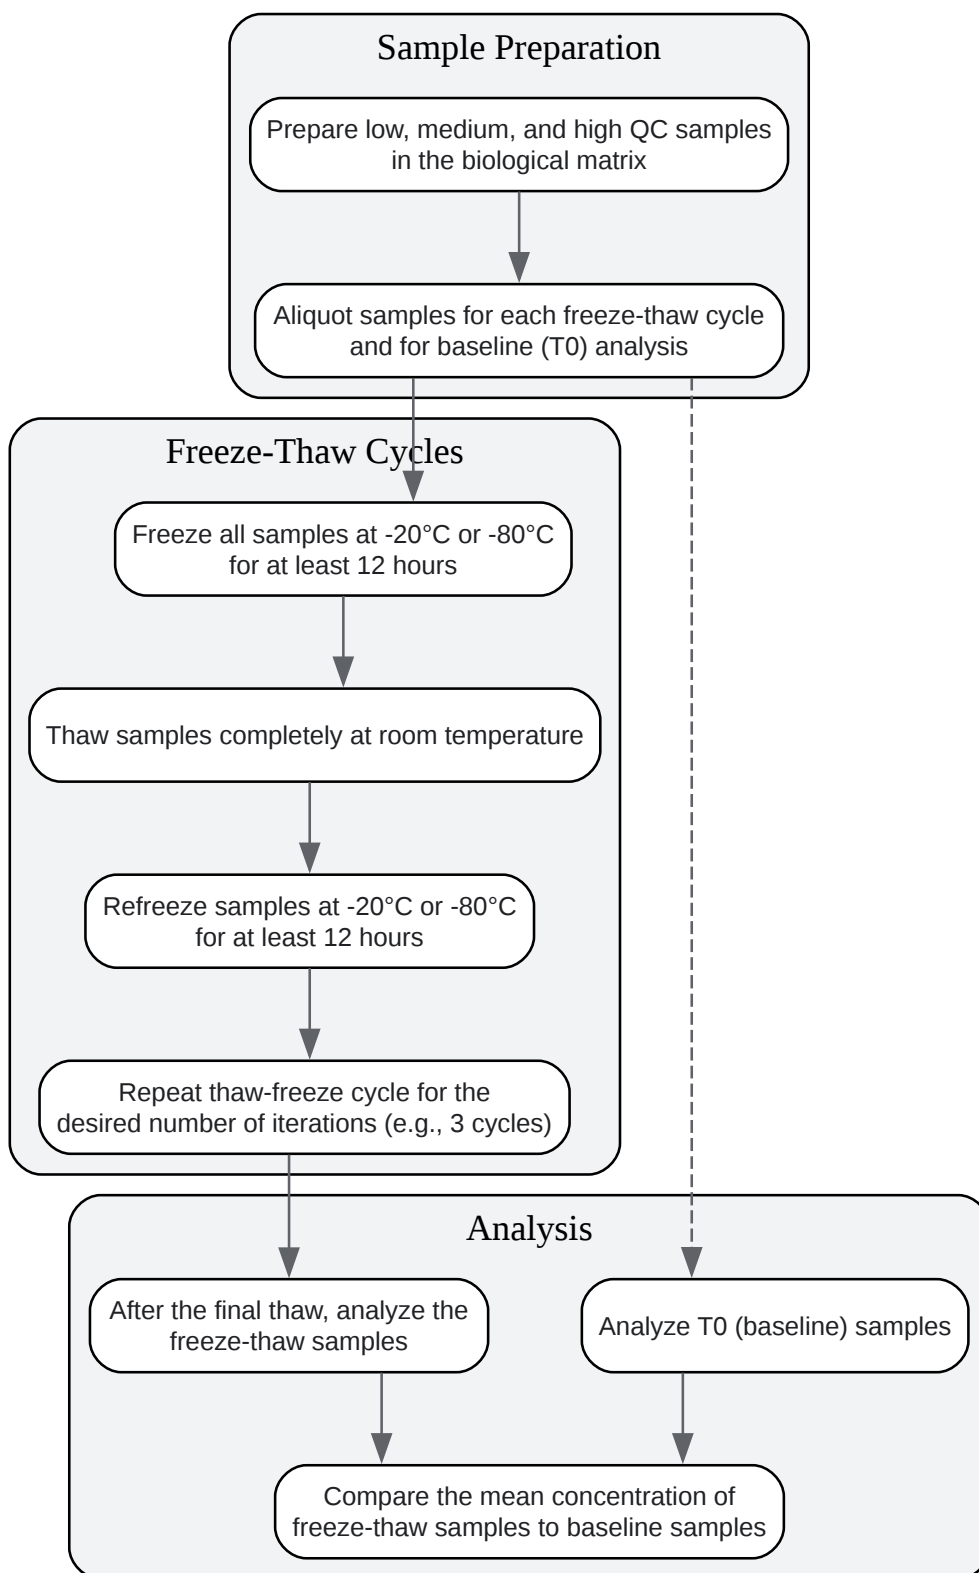 Sample Preparation
Prepare low, medium, and high QC samples
in the biological matrix
Aliquot samples for each freeze-thaw cycle
and for baseline (T0) analysis
Freeze-Thaw Cycles
Freeze all samples at -20°C or -80°C
for at least 12 hours
Thaw samples completely at room temperature
Refreeze samples at -20°C or -80°C
for at least 12 hours
Repeat thaw-freeze cycle for the
desired number of iterations (e.g., 3 cycles)
Analysis
After the final thaw, analyze the
freeze-thaw samples
Analyze T0 (baseline) samples
Compare the mean concentration of
freeze-thaw samples to baseline samples